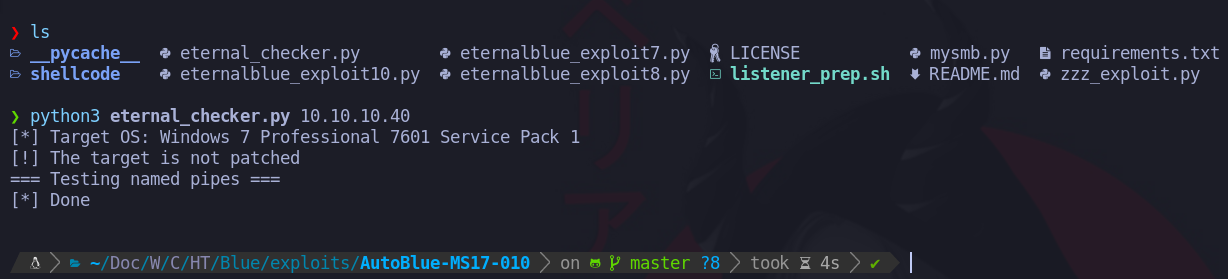 ❯ ls
__pycache__ eternal_checker.py eternalblue_exploit7.py LICENSE mysmb.py requirements.txt
shellcode eternalblue_exploit10.py eternalblue_exploit8.py listener_prep.sh README.md zzz_exploit.py
❯ python3 eternal_checker.py 10.10.10.40
[*] Target OS: Windows 7 Professional 7601 Service Pack 1
[!] The target is not patched
=== Testing named pipes ===
[*] Done
~/Doc/W/C/HT/Blue/exploits/AutoBlue-MS17-010 on master ?8 took 4s ✔